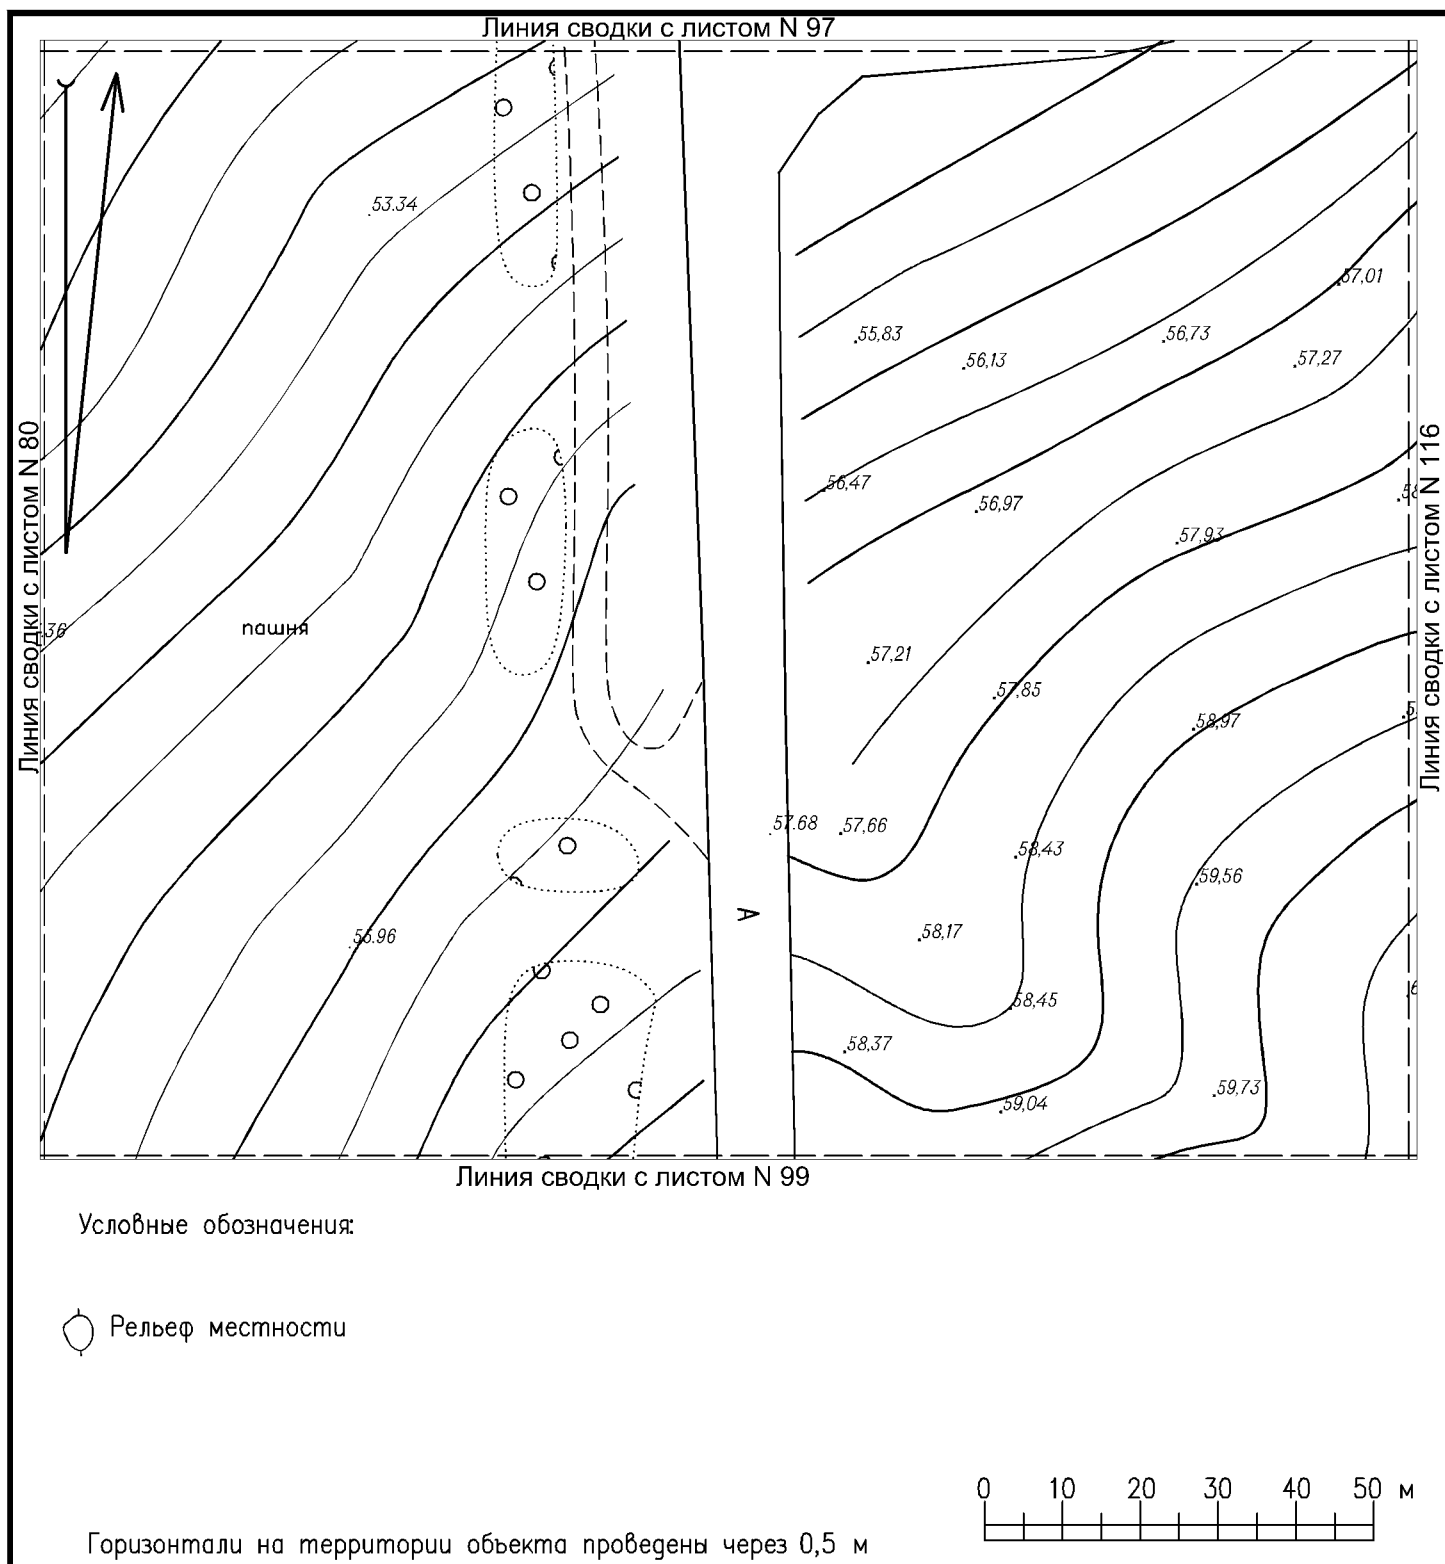 Линия сводки с листом N 97
53.34
57,01
55,83
56,73
56,13
57,27
Линия сводки с листом N 80
Линия сводки с листом N 116
56,47
56,97
57,93
.36
пашня
57,21
57,85
58,97
57.68
57,66
58,43
59,56
А
55.96
58,17
58,45
58,37
59,04
59,73
Линия сводки с листом N 99
Условные обозначения:
Рельеф местности
0 10 20 30 40 50 м
Горизонтали на территории объекта проведены через 0,5 м